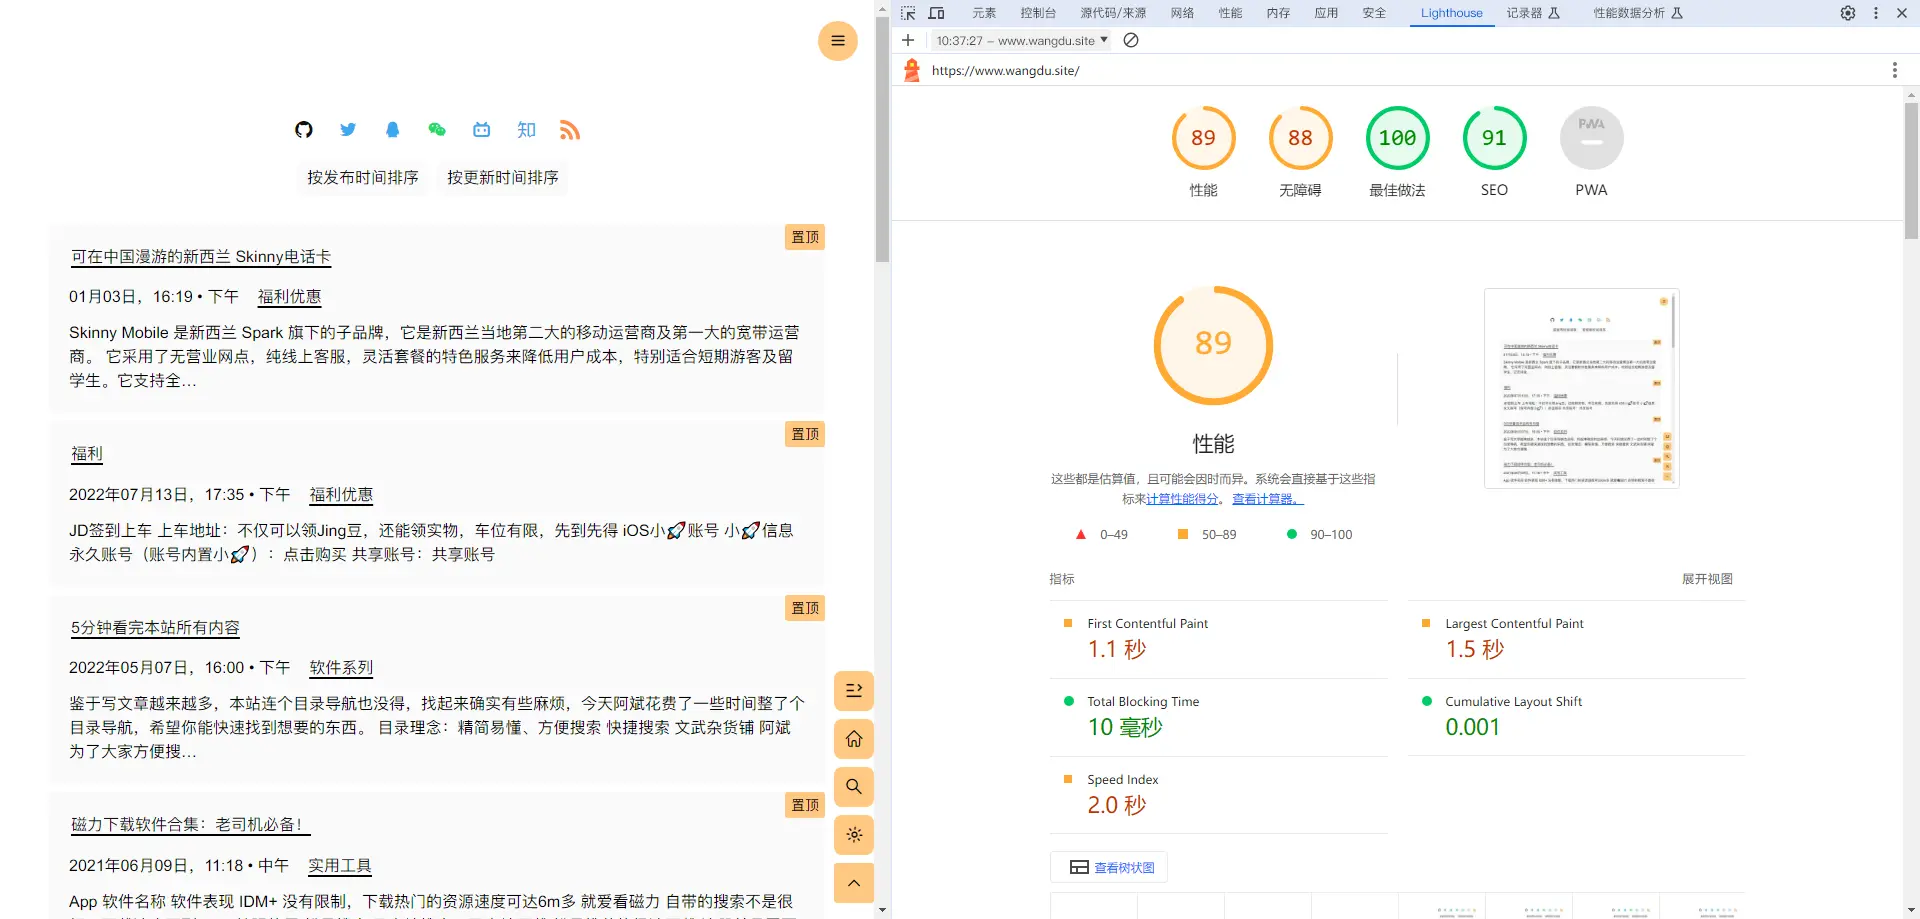 知
按发布时间排序 按更新时间排序
置顶
可在中国漫游的新西兰 Skinny电话卡
01月03日，16:19 • 下午 福利优惠
Skinny Mobile 是新西兰 Spark 旗下的子品牌，它是新西兰当地第二大的移动运营商及第一大的宽带运营
商。 它采用了无营业网点，纯线上客服，灵活套餐的特色服务来降低用户成本，特别适合短期游客及留
学生。它支持全…
置顶
福利
2022年07月13日，17:35 • 下午 福利优惠
JD签到上车 上车地址：不仅可以领Jing豆，还能领实物，车位有限，先到先得 iOS小🚀账号 小🚀信息
永久账号（账号内置小🚀）：点击购买 共享账号：共享账号
置顶
5分钟看完本站所有内容
2022年05月07日，16:00 • 下午 软件系列
鉴于写文章越来越多，本站连个目录导航也没得，找起来确实有些麻烦，今天阿斌花费了一些时间整了个
目录导航，希望你能快速找到想要的东西。 目录理念：精简易懂、方便搜索 快捷搜索 文武杂货铺 阿斌
为了大家方便搜…
置顶
磁力下载软件合集：老司机必备！
2021年06月09日，11:18 • 中午 实用工具
App 软件名称 软件表现 IDM+ 没有限制，下载热门的资源速度可达6m多 就爱看磁力 自带的搜索不是很
元素 控制台 源代码/来源 网络 性能 内存 应用 安全 Lighthouse 记录器 性能数据分析
10:37:27 – www.wangdu.site
https://www.wangdu.site/
89 88 100 91 PWA
性能 无障碍 最佳做法 SEO PWA
89
性能
这些都是估算值，且可能会因时而异。系统会直接基于这些指
标来计算性能得分。 查看计算器。
0–49 50–89 90–100
指标 展开视图
First Contentful Paint
1.1 秒
Largest Contentful Paint
1.5 秒
Total Blocking Time
10 毫秒
Cumulative Layout Shift
0.001
Speed Index
2.0 秒
查看树状图